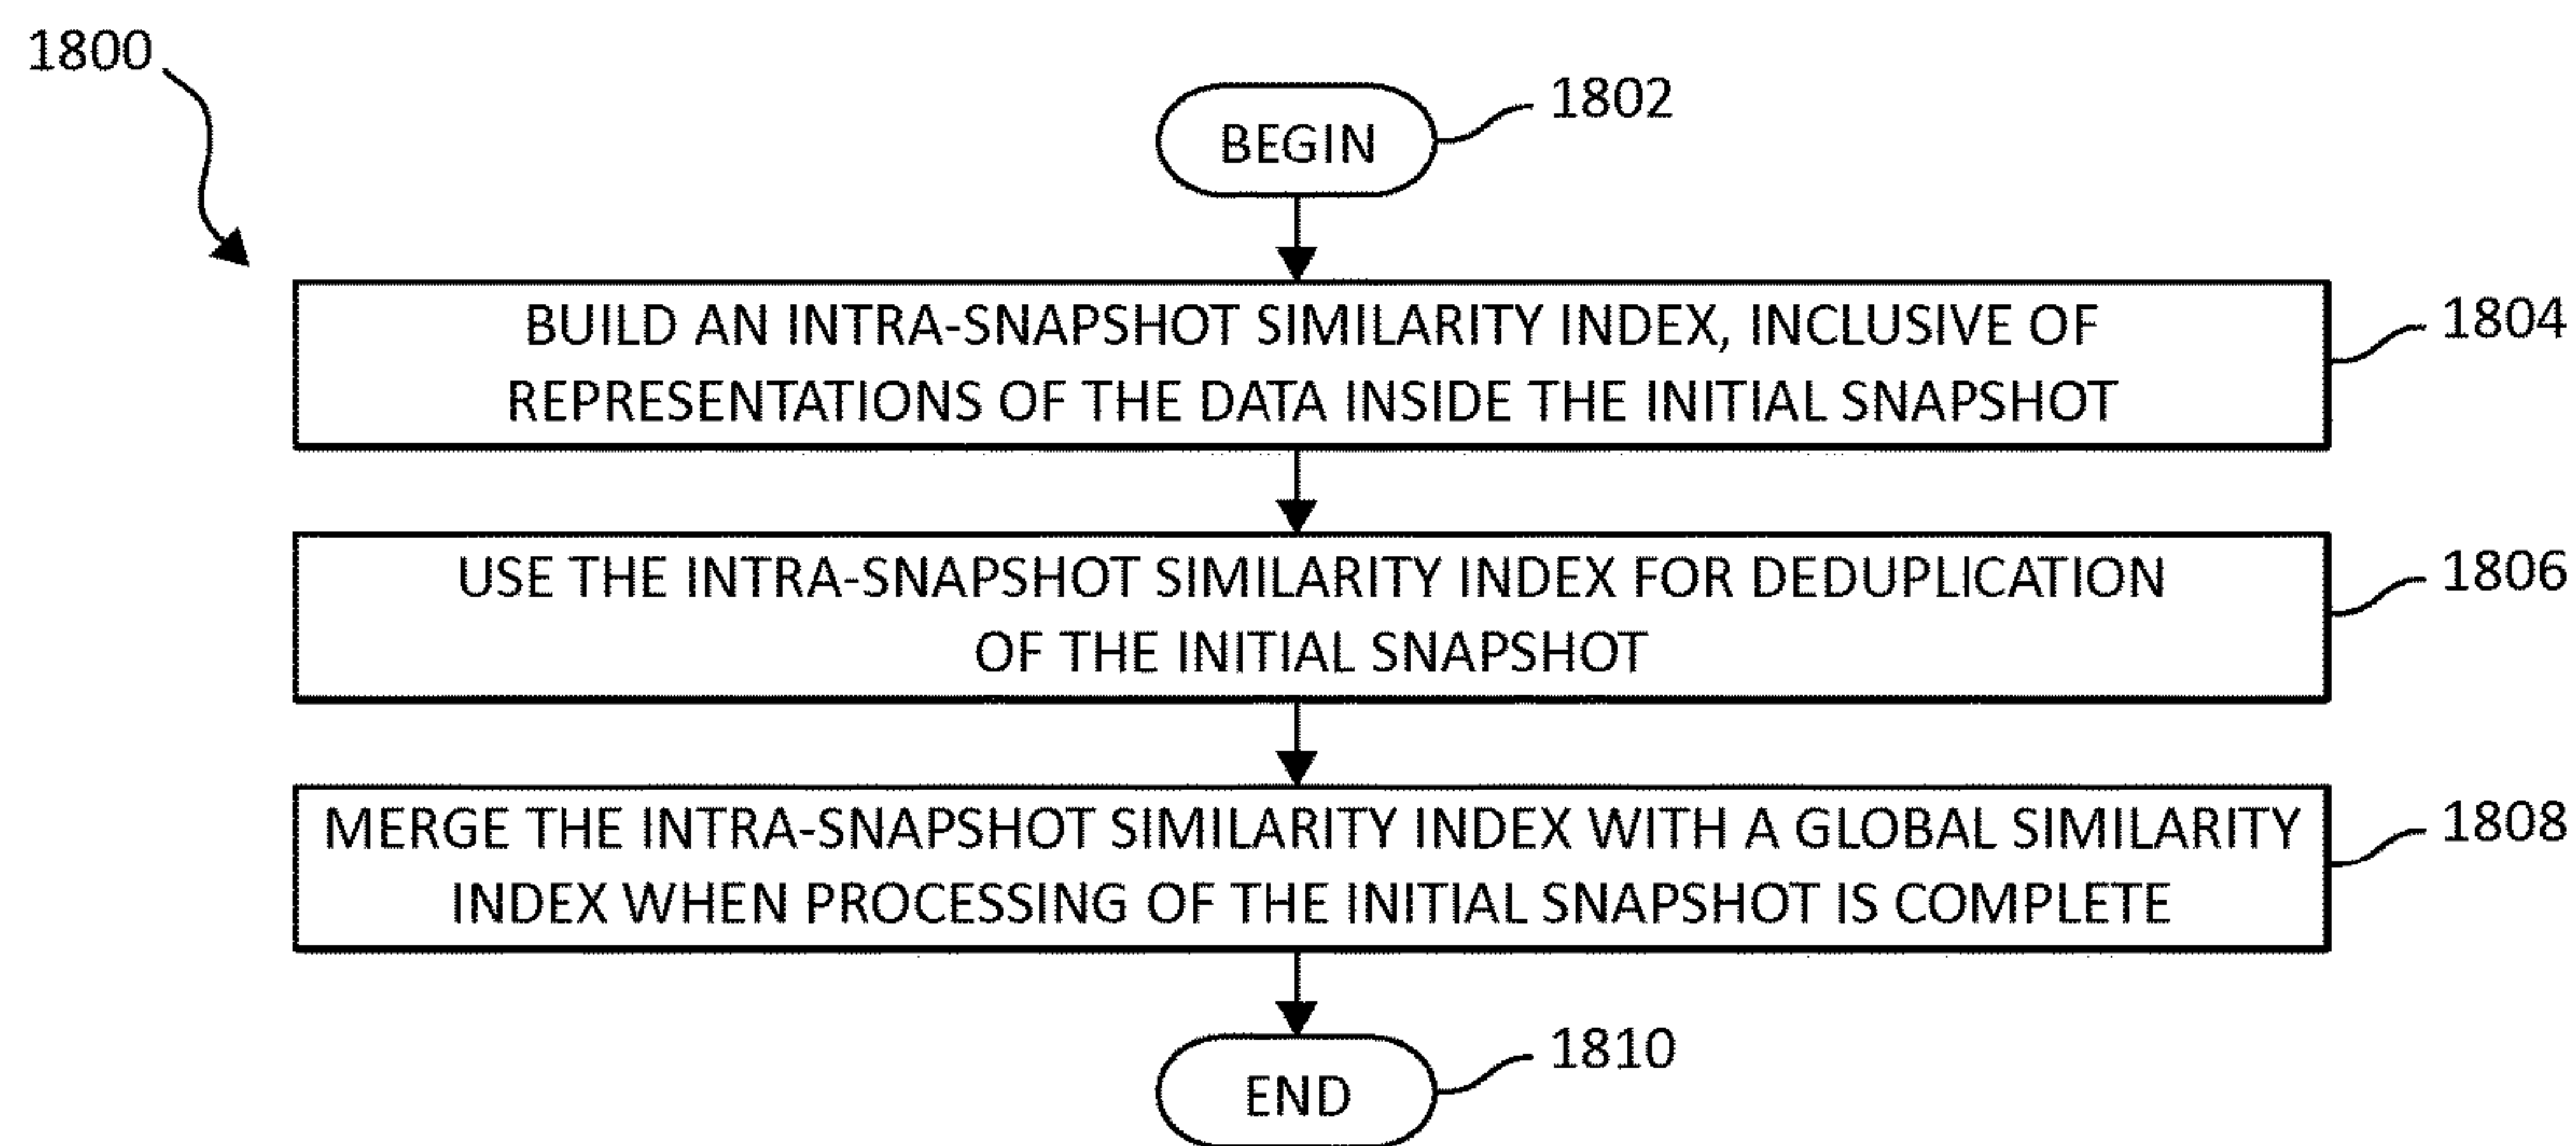 1800
BEGIN
1802
BUILD AN INTRA-SNAPSHOT SIMILARITY INDEX, INCLUSIVE OF
REPRESENTATIONS OF THE DATA INSIDE THE INITIAL SNAPSHOT
1804
USE THE INTRA-SNAPSHOT SIMILARITY INDEX FOR DEDUPLICATION
OF THE INITIAL SNAPSHOT
1806
MERGE THE INTRA-SNAPSHOT SIMILARITY INDEX WITH A GLOBAL SIMILARITY
INDEX WHEN PROCESSING OF THE INITIAL SNAPSHOT IS COMPLETE
1808
END
1810